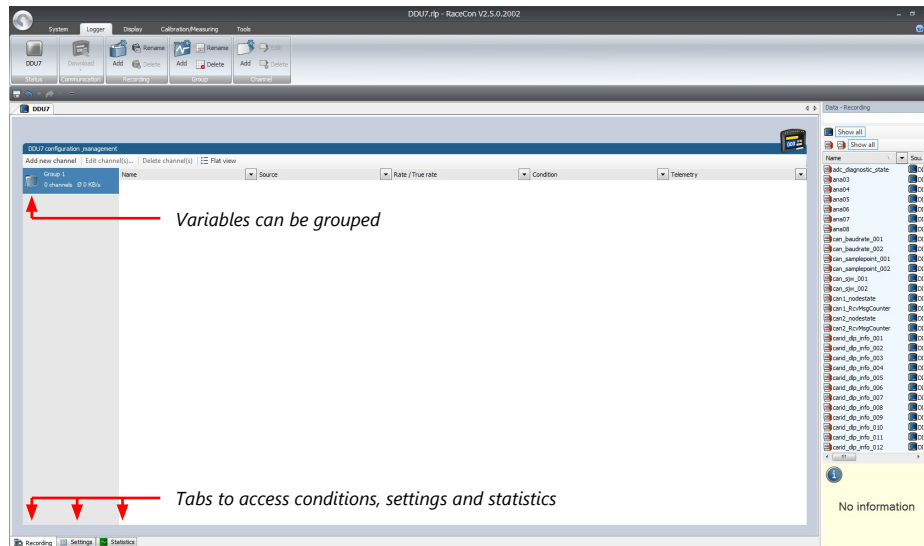 DDU7.rlp - RaceCon V2.5.0.2002
System Logger Display Calibration/Measuring Tools
DDU7 Download Add Rename Delete Add Rename Delete Add Edit Delete
Status Communication Recording Group Channel
DDU7
Data - Recording
Show all
Show all
DDU7 configuration management
Add new channel Edit channel(s)... Delete channel(s) Flat view
Group 1
0 channels Ø 0 KB/s
Name Source Rate / True rate Condition Telemetry
Variables can be grouped
Tabs to access conditions, settings and statistics
Name Sou.
adc_diagnostic_state
ana03
ana04
ana05
ana06
ana07
ana08
can_baudrate_001
can_baudrate_002
can_samplepoint_001
can_samplepoint_002
can_sjw_001
can_sjw_002
can1_nodestate
can1_RcvMsgCounter
can2_nodestate
can2_RcvMsgCounter
carid_dlp_info_001
carid_dlp_info_002
carid_dlp_info_003
carid_dlp_info_004
carid_dlp_info_005
carid_dlp_info_006
carid_dlp_info_007
carid_dlp_info_008
carid_dlp_info_009
carid_dlp_info_010
carid_dlp_info_011
carid_dlp_info_012
No information
Recording Settings Statistics